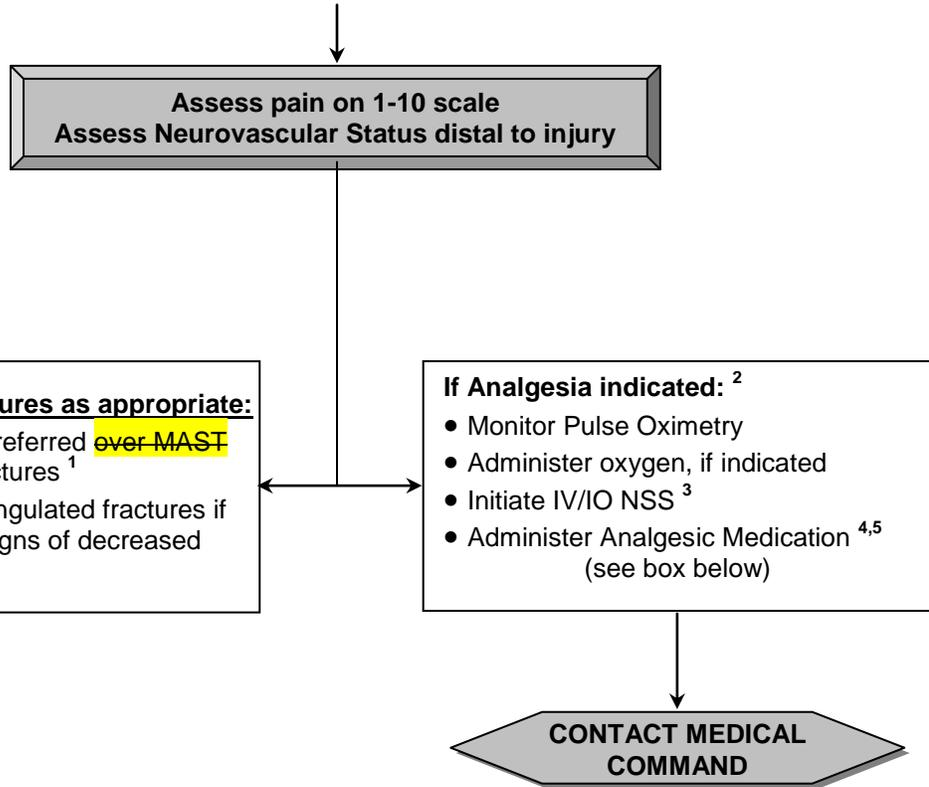 Assess pain on 1-10 scale
Assess Neurovascular Status distal to injury
ures as appropriate:
referred over MAST
ctures 1
ngulated fractures if
gns of decreased
If Analgesia indicated: 2
• Monitor Pulse Oximetry
• Administer oxygen, if indicated
• Initiate IV/IO NSS 3
• Administer Analgesic Medication 4,5
(see box below)
CONTACT MEDICAL
COMMAND